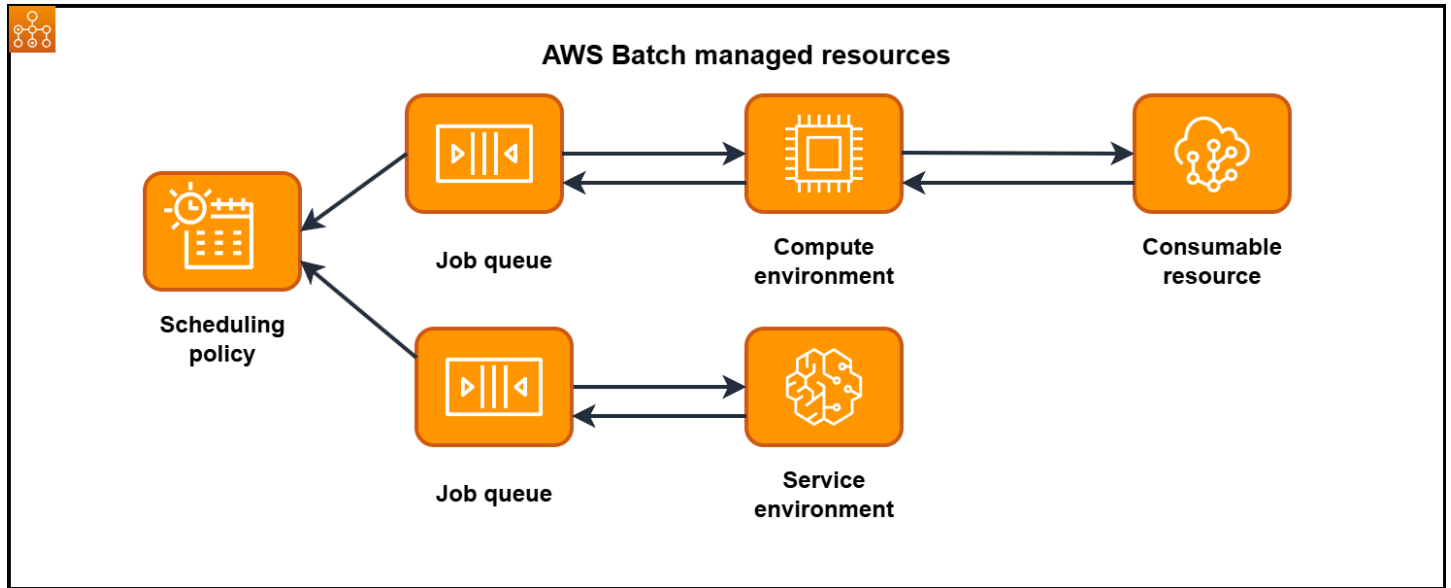 AWS Batch managed resources
Job queue
Compute
environment
Consumable
resource
Scheduling
policy
Job queue
Service
environment